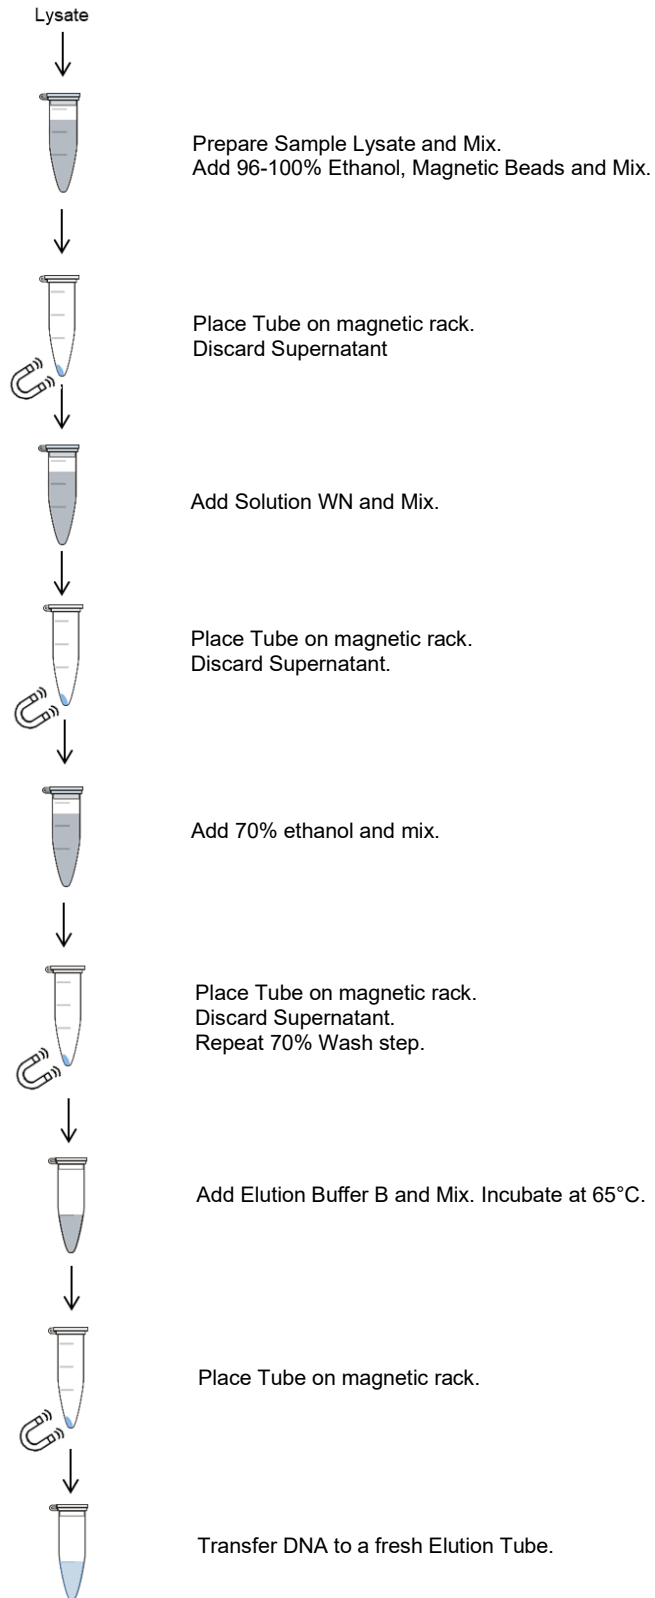 Lysate
Prepare Sample Lysate and Mix.
Add 96-100% Ethanol, Magnetic Beads and Mix.
Place Tube on magnetic rack.
Discard Supernatant
Add Solution WN and Mix.
Place Tube on magnetic rack.
Discard Supernatant.
Add 70% ethanol and mix.
Place Tube on magnetic rack.
Discard Supernatant.
Repeat 70% Wash step.
Add Elution Buffer B and Mix. Incubate at 65°C.
Place Tube on magnetic rack.
Transfer DNA to a fresh Elution Tube.